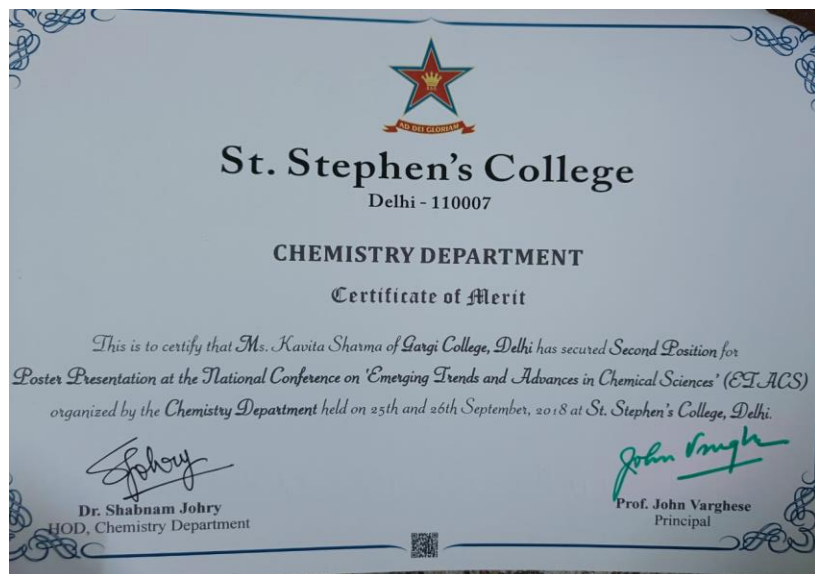 AD DEI GLORIAM
St. Stephen's College
Delhi - 110007
CHEMISTRY DEPARTMENT
Certificate of Merit
This is to certify that Ms. Kavita Sharma of Gargi College, Delhi has secured Second Position for
Poster Presentation at the National Conference on 'Emerging Trends and Advances in Chemical Sciences' (ETACS)
organized by the Chemistry Department held on 25th and 26th September, 2018 at St. Stephen's College, Delhi.
SJohry
John Varghese
Dr. Shabnam Johry
HOD, Chemistry Department
Prof. John Varghese
Principal